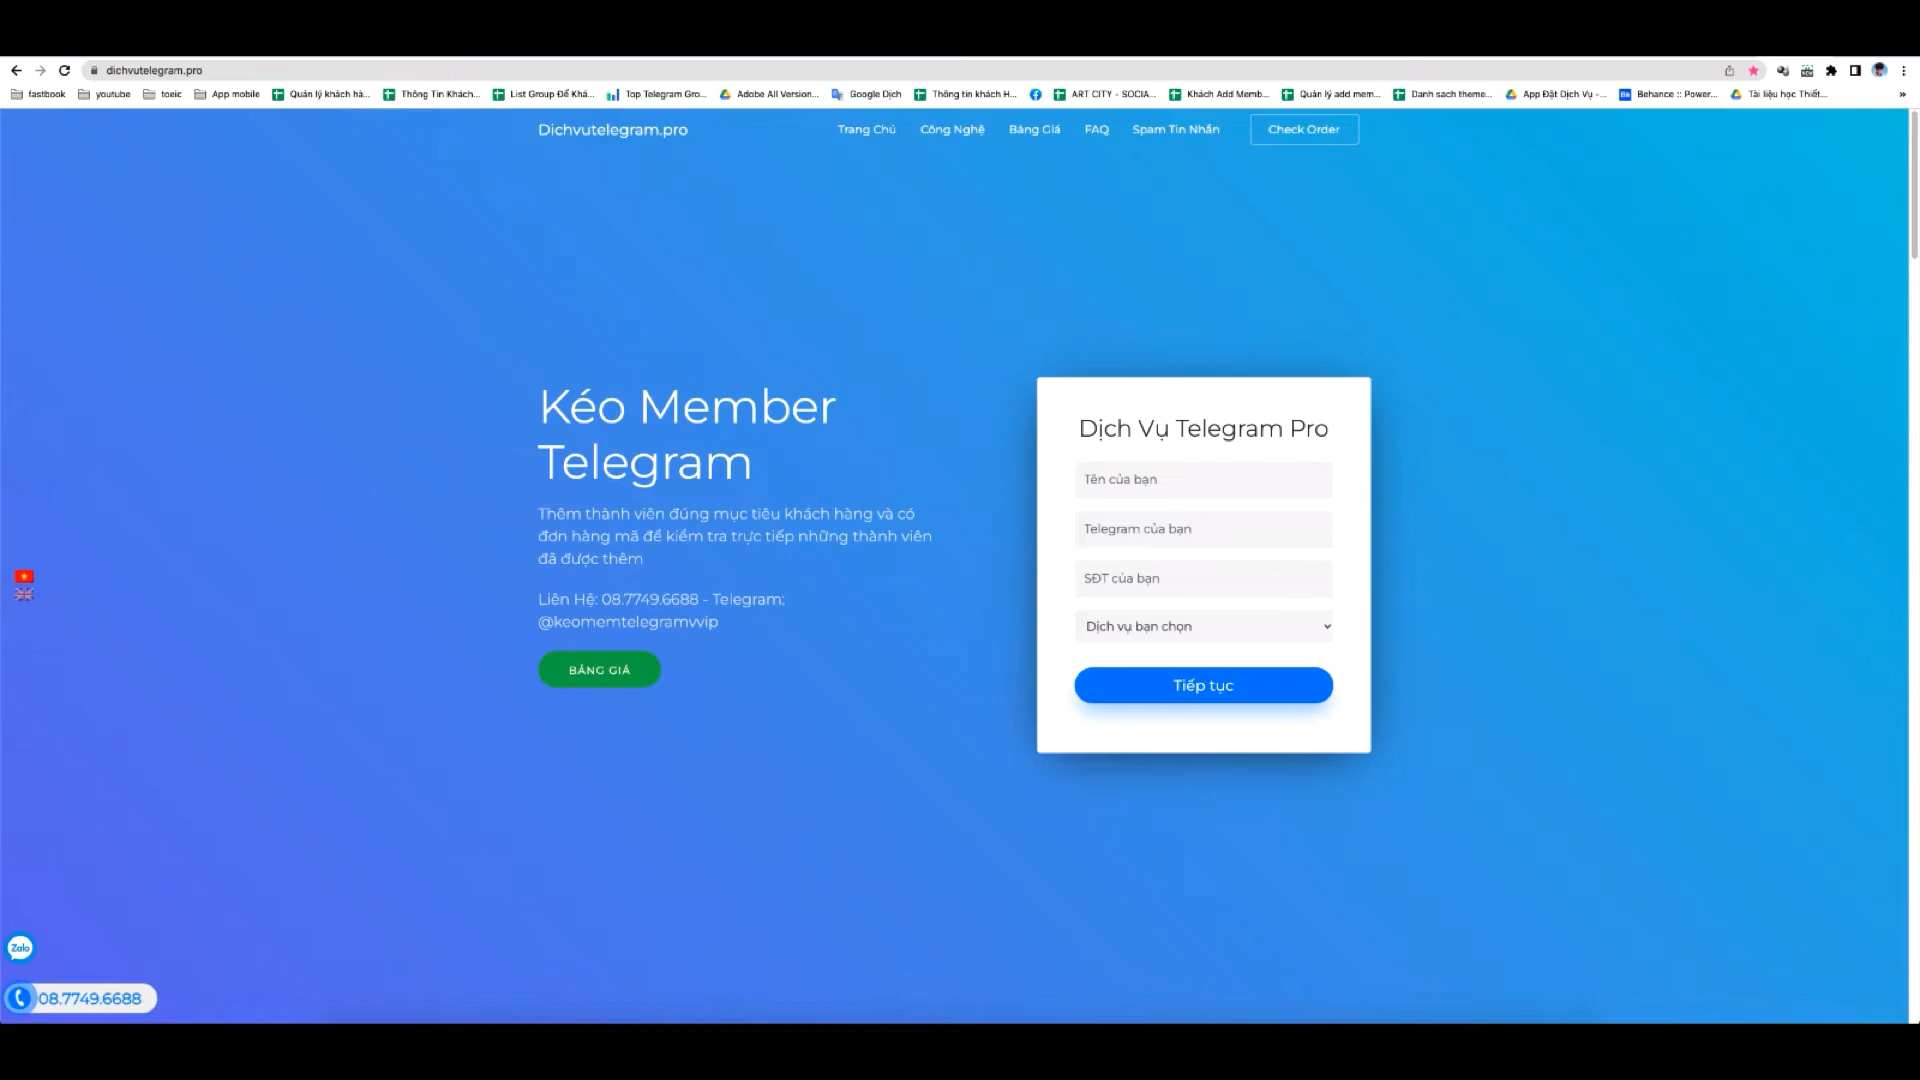 dichvutelegram.pro
fastbook youtube toeic App mobile Quản lý khách hà... Thông Tin Khách... List Group Để Khá... Top Telegram Gro... Adobe All Version... Google Dịch Thông tin khách H... ART CITY - SOCIA... Khách Add Memb... Quản lý add mem... Danh sach theme... App Đặt Dịch Vụ -... Behance :: Power... Tài liệu học Thiết... »
Dichvutelegram.pro Trang Chủ Công Nghệ Bảng Giá FAQ Spam Tin Nhắn Check Order
Kéo Member
Telegram
Thêm thành viên đúng mục tiêu khách hàng và có
đơn hàng mã để kiểm tra trực tiếp những thành viên
đã được thêm
Liên Hệ: 08.7749.6688 - Telegram:
@keomemtelegramvvip
BẢNG GIÁ
Dịch Vụ Telegram Pro
Tên của bạn
Telegram của bạn
SĐT của bạn
Dịch vụ bạn chọn
Tiếp tục
Zalo
08.7749.6688